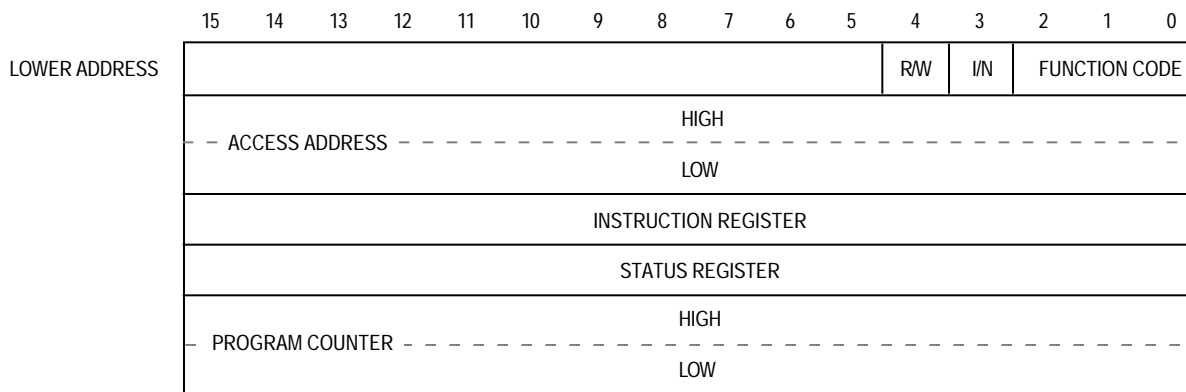 15 14 13 12 11 10 9 8 7 6 5 4 3 2 1 0
LOWER ADDRESS R/W I/N FUNCTION CODE
HIGH
ACCESS ADDRESS
LOW
INSTRUCTION REGISTER
STATUS REGISTER
HIGH
PROGRAM COUNTER
LOW